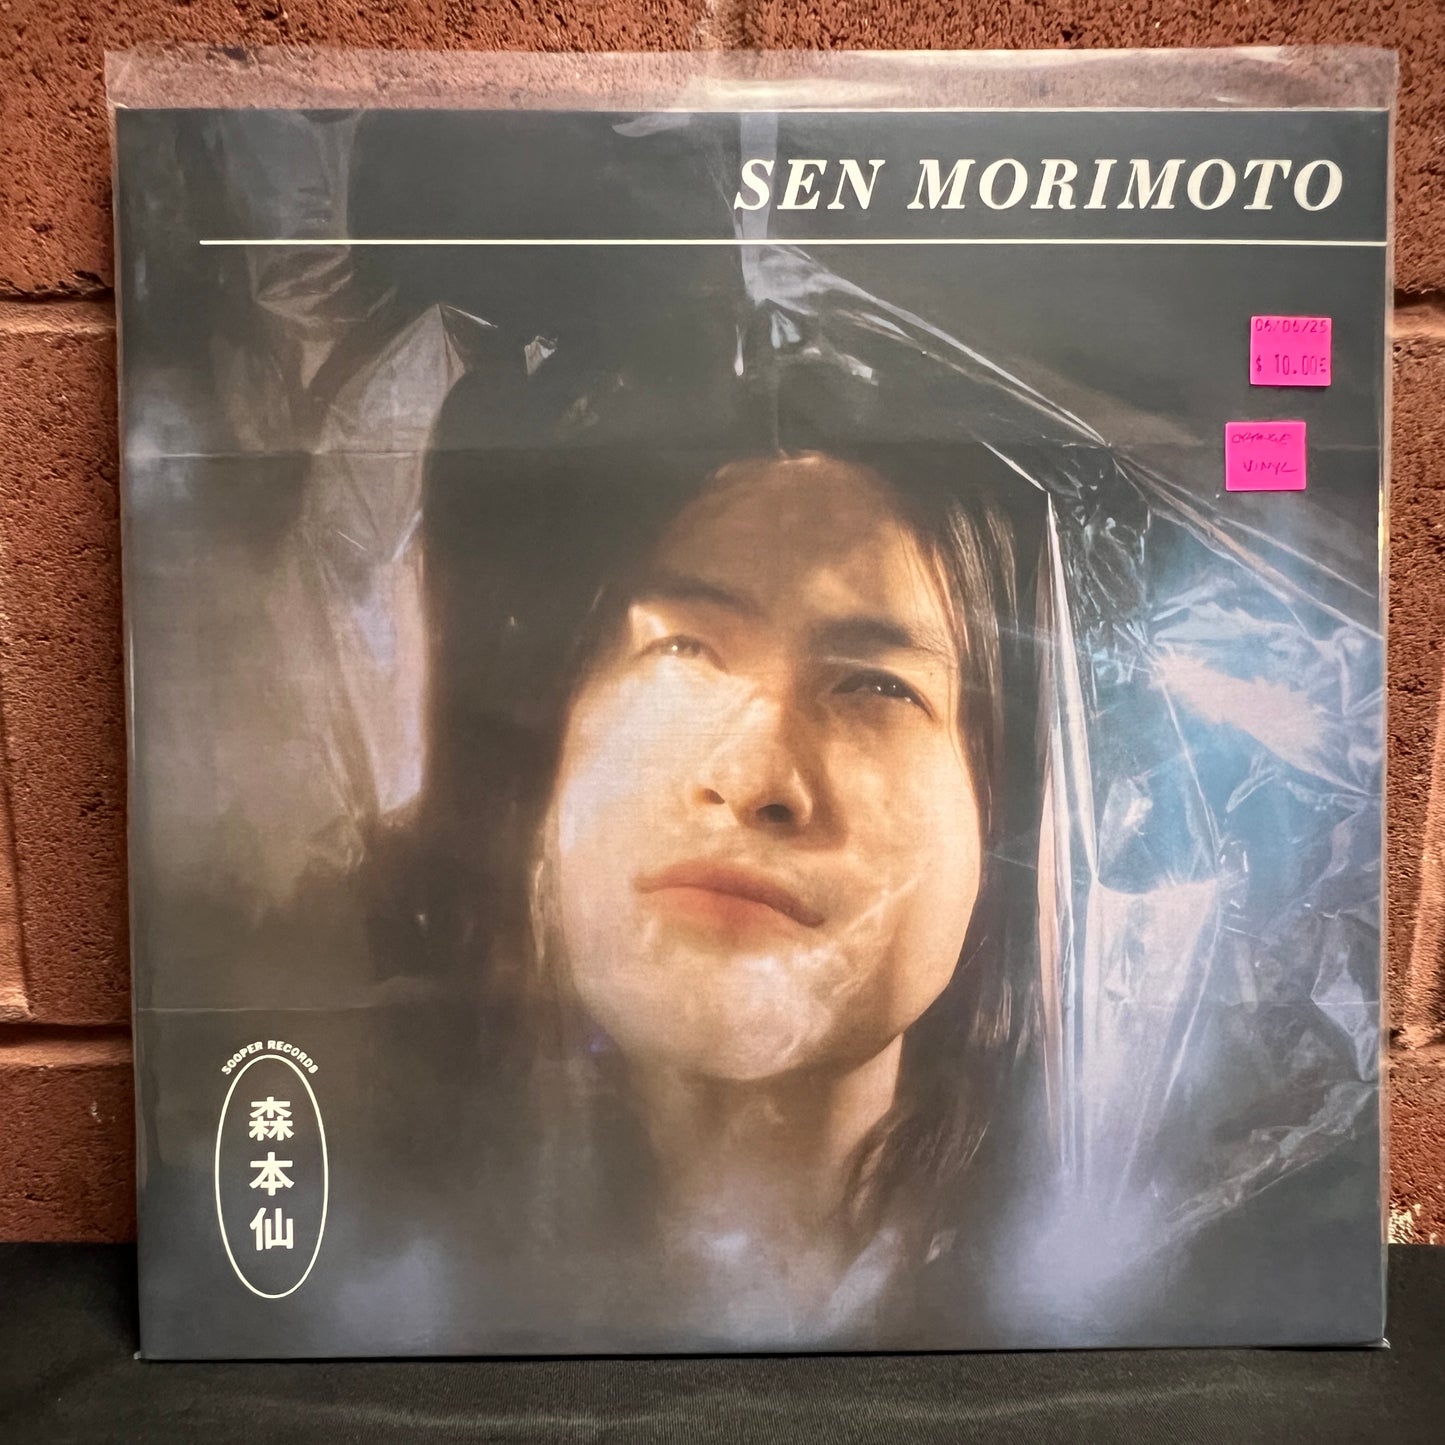 SEN MORIMOTO
06/06/25
$ 10.00
ORANGE
VINYL
SOOPER RECORDS
森本仙